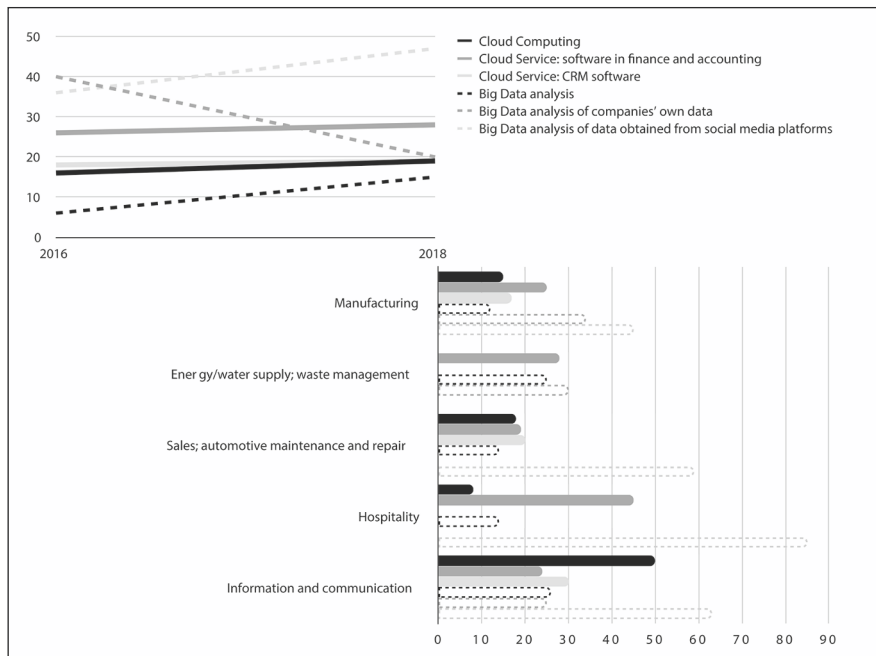 50
40
30
20
10
0
2016
2018
Cloud Computing
Cloud Service: software in finance and accounting
Cloud Service: CRM software
Big Data analysis
Big Data analysis of companies’ own data
Big Data analysis of data obtained from social media platforms
Manufacturing
Ener gy/water supply; waste management
Sales; automotive maintenance and repair
Hospitality
Information and communication
0 10 20 30 40 50 60 70 80 90